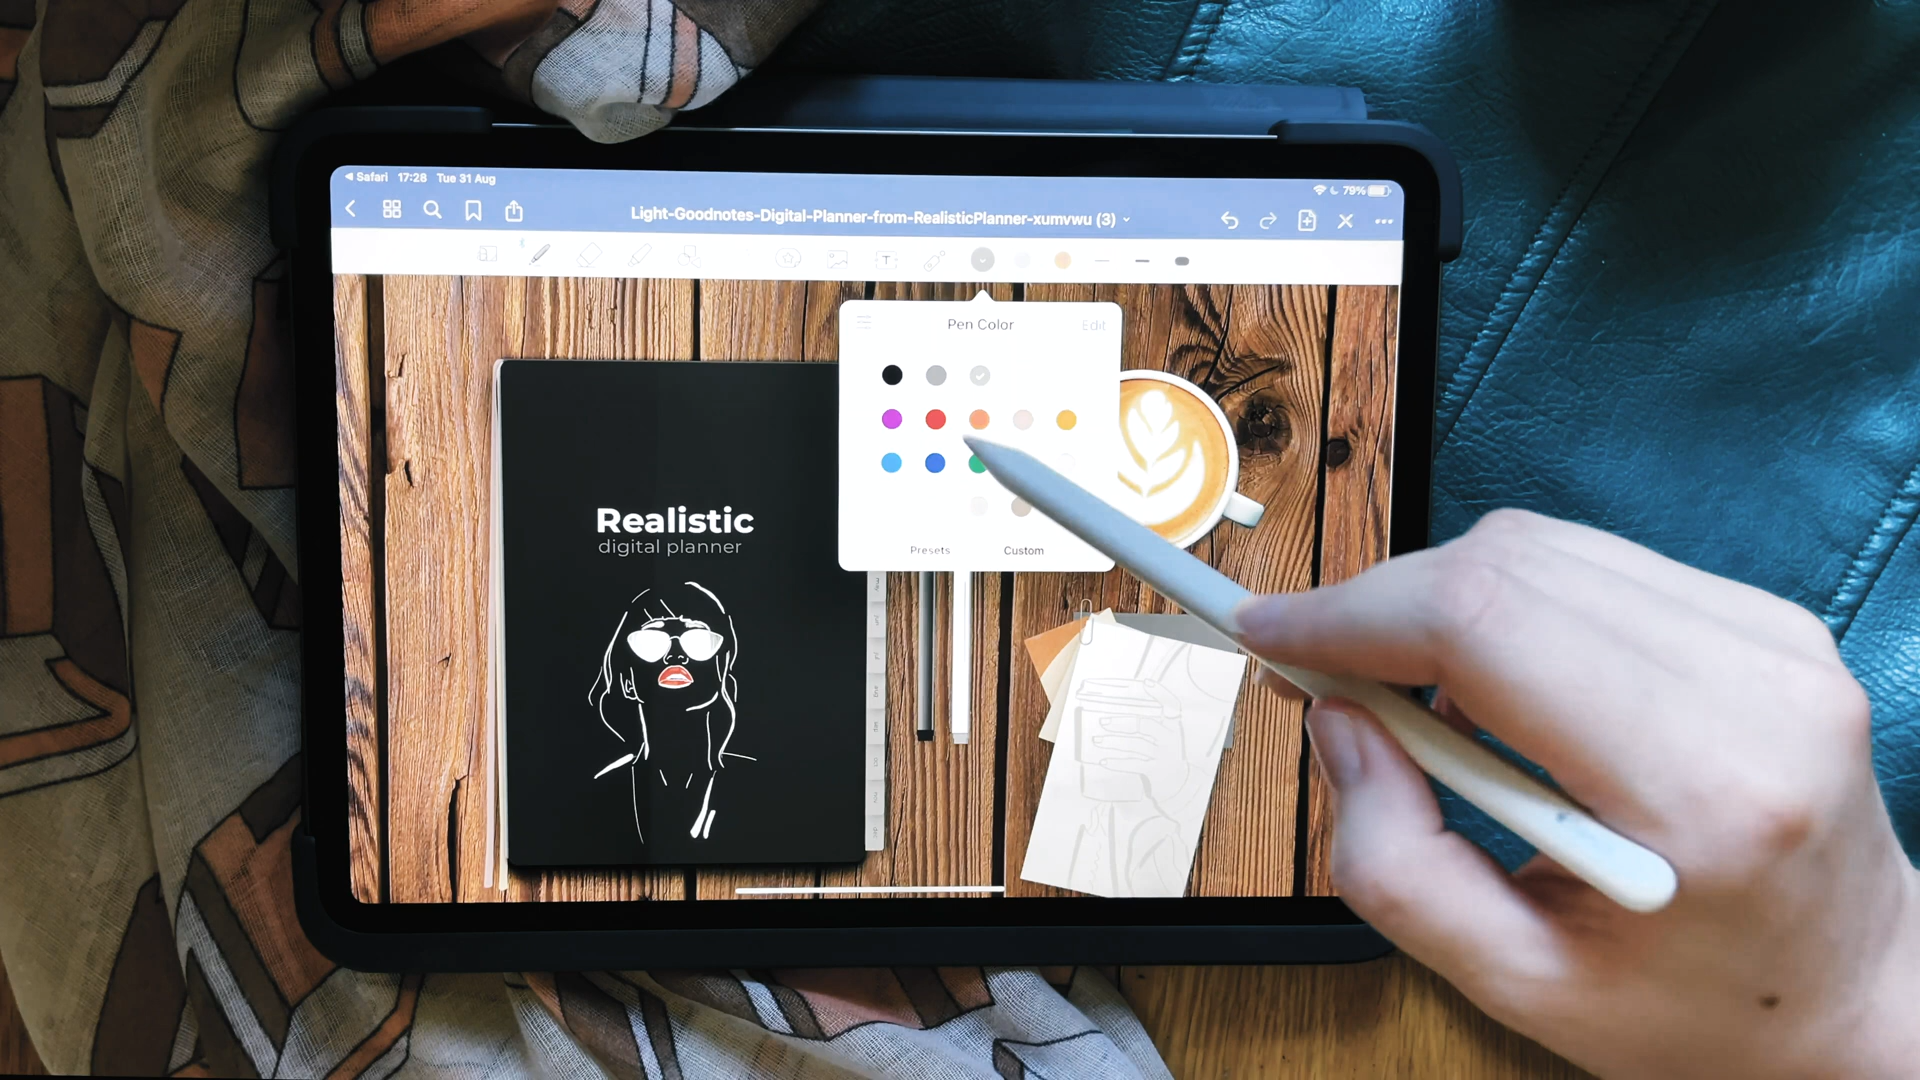 Safari 17:28 Tue 31 Aug
79%
Light-Goodnotes-Digital-Planner-from-RealisticPlanner-xumvwu (3)
T
Pen Color
Edit
Realistic
digital planner
Presets
Custom